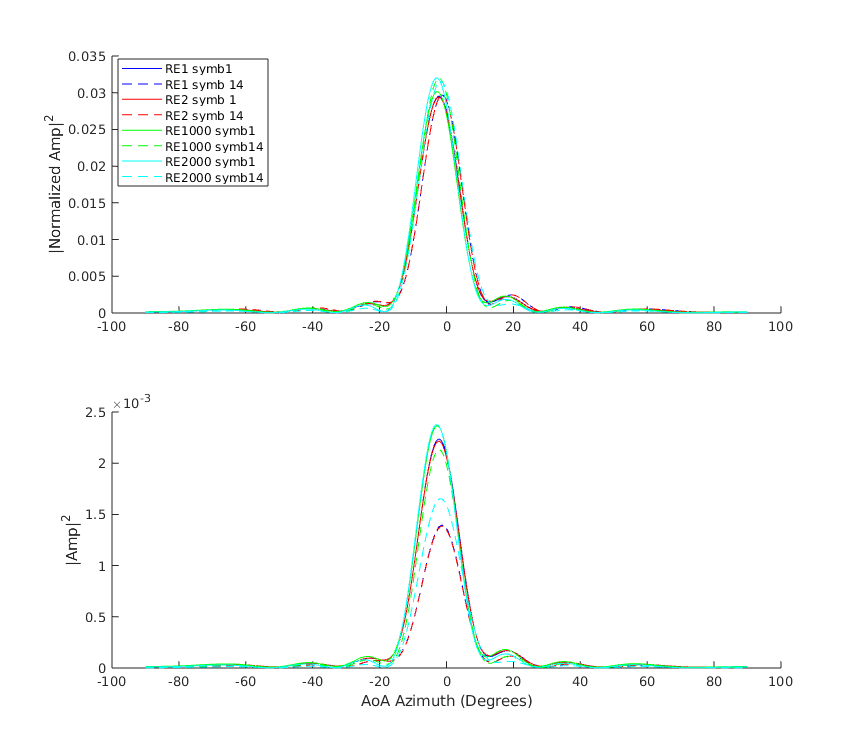 0.035
0.03
0.025
0.02
0.015
0.01
0.005
0
|Normalized Amp|²
RE1 symb1
RE1 symb 14
RE2 symb 1
RE2 symb 14
RE1000 symb1
RE1000 symb14
RE2000 symb1
RE2000 symb14
-100 -80 -60 -40 -20 0 20 40 60 80 100
×10⁻³
2.5
2
1.5
1
0.5
0
|Amp|²
-100 -80 -60 -40 -20 0 20 40 60 80 100
AoA Azimuth (Degrees)